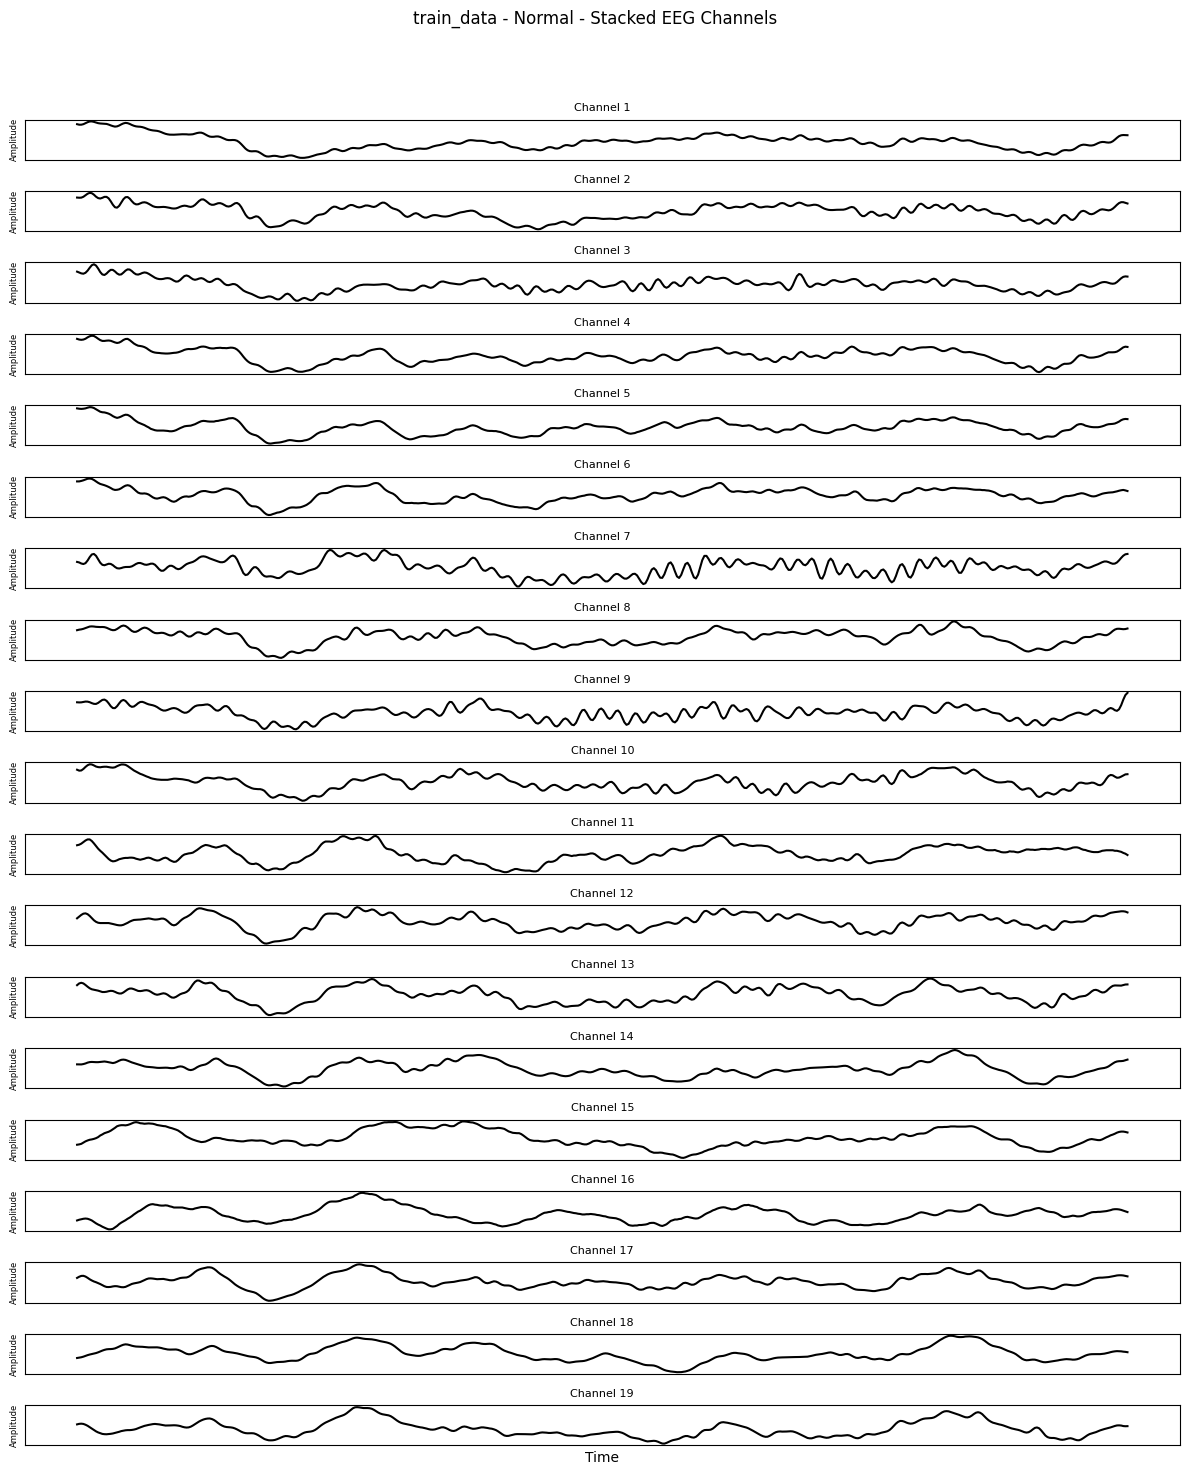 train_data - Normal - Stacked EEG Channels
Channel 1
Amplitude
Channel 2
Amplitude
Channel 3
Amplitude
Channel 4
Amplitude
Channel 5
Amplitude
Channel 6
Amplitude
Channel 7
Amplitude
Channel 8
Amplitude
Channel 9
Amplitude
Channel 10
Amplitude
Channel 11
Amplitude
Channel 12
Amplitude
Channel 13
Amplitude
Channel 14
Amplitude
Channel 15
Amplitude
Channel 16
Amplitude
Channel 17
Amplitude
Channel 18
Amplitude
Channel 19
Amplitude
Time